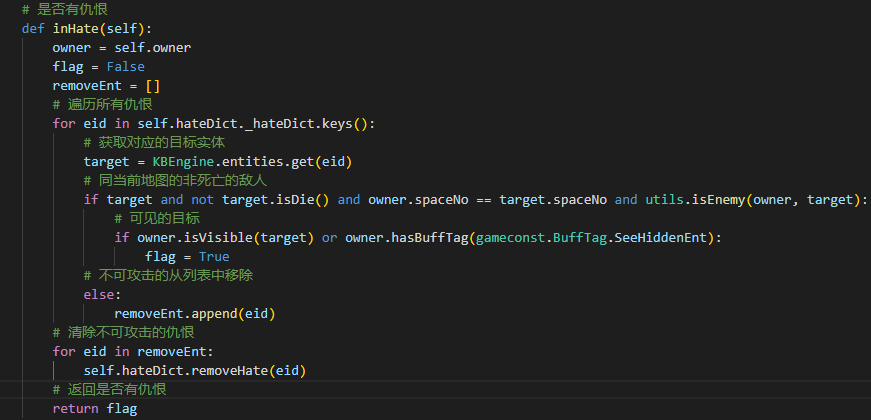 # 是否有仇恨
def inHate(self):
    owner = self.owner
    flag = False
    removeEnt = []
    # 遍历所有仇恨
    for eid in self.hateDict._hateDict.keys():
        # 获取对应的目标实体
        target = KBEngine.entities.get(eid)
        # 同当前地图的非死亡的敌人
        if target and not target.isDie() and owner.spaceNo == target.spaceNo and utils.isEnemy(owner, target):
            # 可见的目标
            if owner.isVisible(target) or owner.hasBuffTag(gameconst.BuffTag.SeeHiddenEnt):
                flag = True
        # 不可攻击的从列表中移除
        else:
            removeEnt.append(eid)
    # 清除不可攻击的仇恨
    for eid in removeEnt:
        self.hateDict.removeHate(eid)
    # 返回是否有仇恨
    return flag